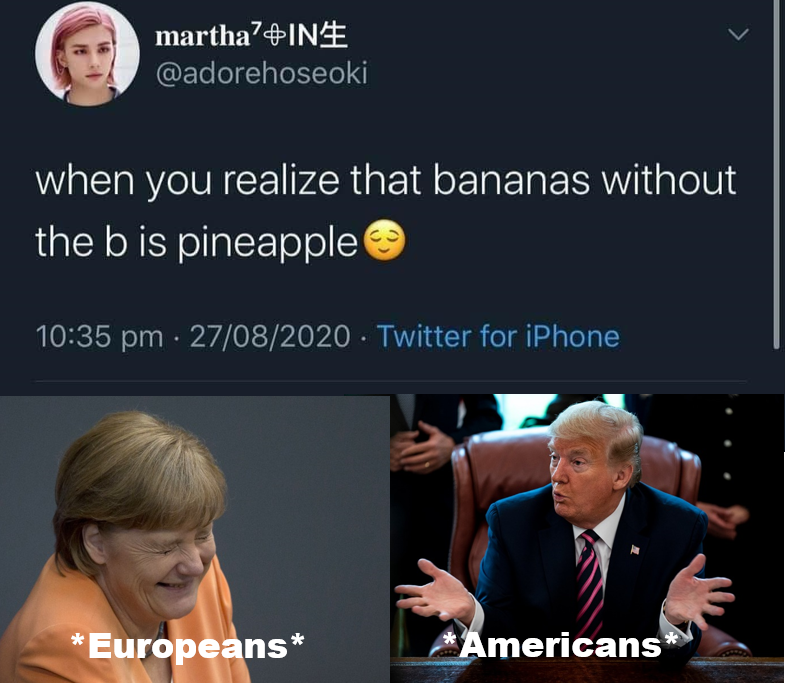 martha⁷⌖IN生
@adorehoseoki
when you realize that bananas without
the b is pineapple😌
10:35 pm · 27/08/2020 · Twitter for iPhone
*Europeans*
*Americans*